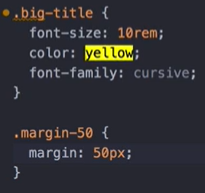 .big-title {
  font-size: 10rem;
  color: yellow;
  font-family: cursive;
}

.margin-50 {
  margin: 50px;
}